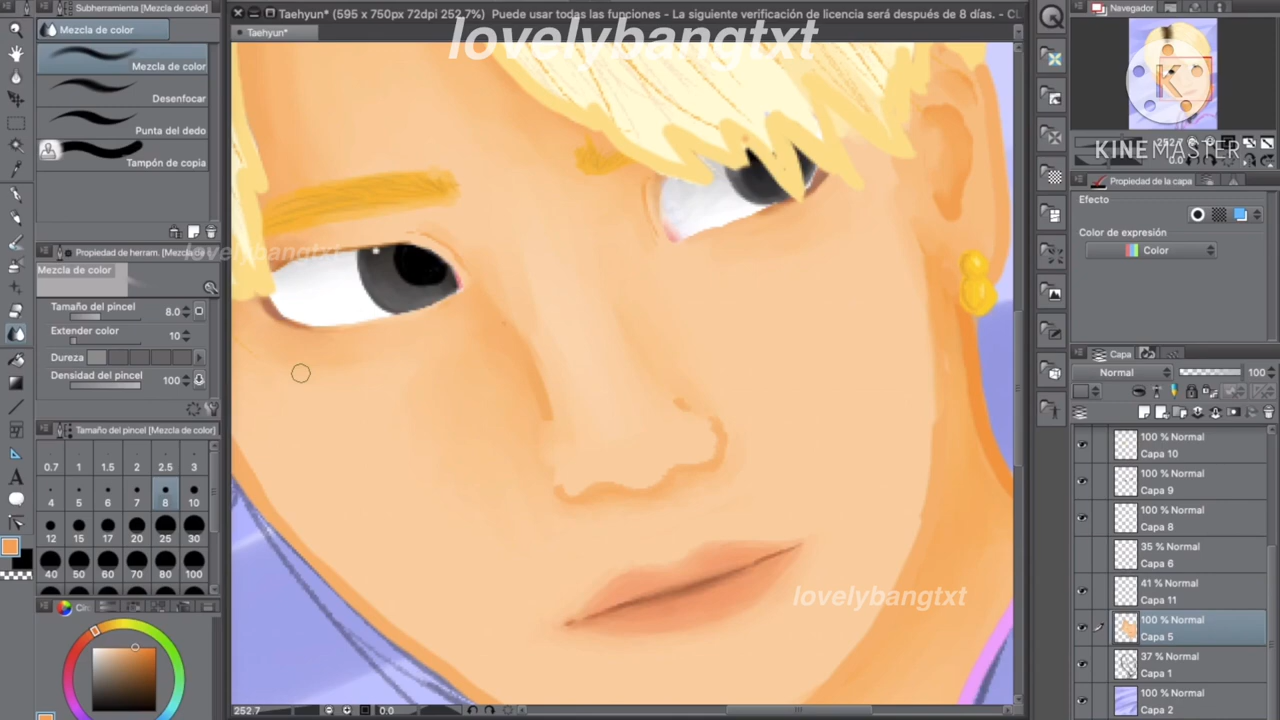 Subherramienta [Mezcla de color]
Mezcla de color
Mezcla de color
Desenfocar
Punta del dedo
Tampón de copia
Propiedad de herram. [Mezcla de
Mezcla de color
Tamaño del pincel 8.0
Extender color 10
Dureza
Densidad del pincel 100
Tamaño del pincel [Mezcla de color]
0.7 1 1.5 2 2.5 3
4 5 6 7 8 10
12 15 17 20 25 30
40 50 60 70 80 100
Taehyun* (595 x 750px 72dpi 252.7%) Puede usar todas las funciones - La siguiente verificación de licencia será después de 8 días. - CL
Taehyun*
lovelybangtxt
lovelybangtxt
lovelybangtxt
252.7 0.0
Navegador
K
KINEMASTER
252.7
0.0
Propiedad de la capa
Efecto
Color de expresión
Color
Capa
Normal 100
100 % Normal
Capa 10
100 % Normal
Capa 9
100 % Normal
Capa 8
35 % Normal
Capa 6
41 % Normal
Capa 11
100 % Normal
Capa 5
37 % Normal
Capa 1
100 % Normal
Capa 2